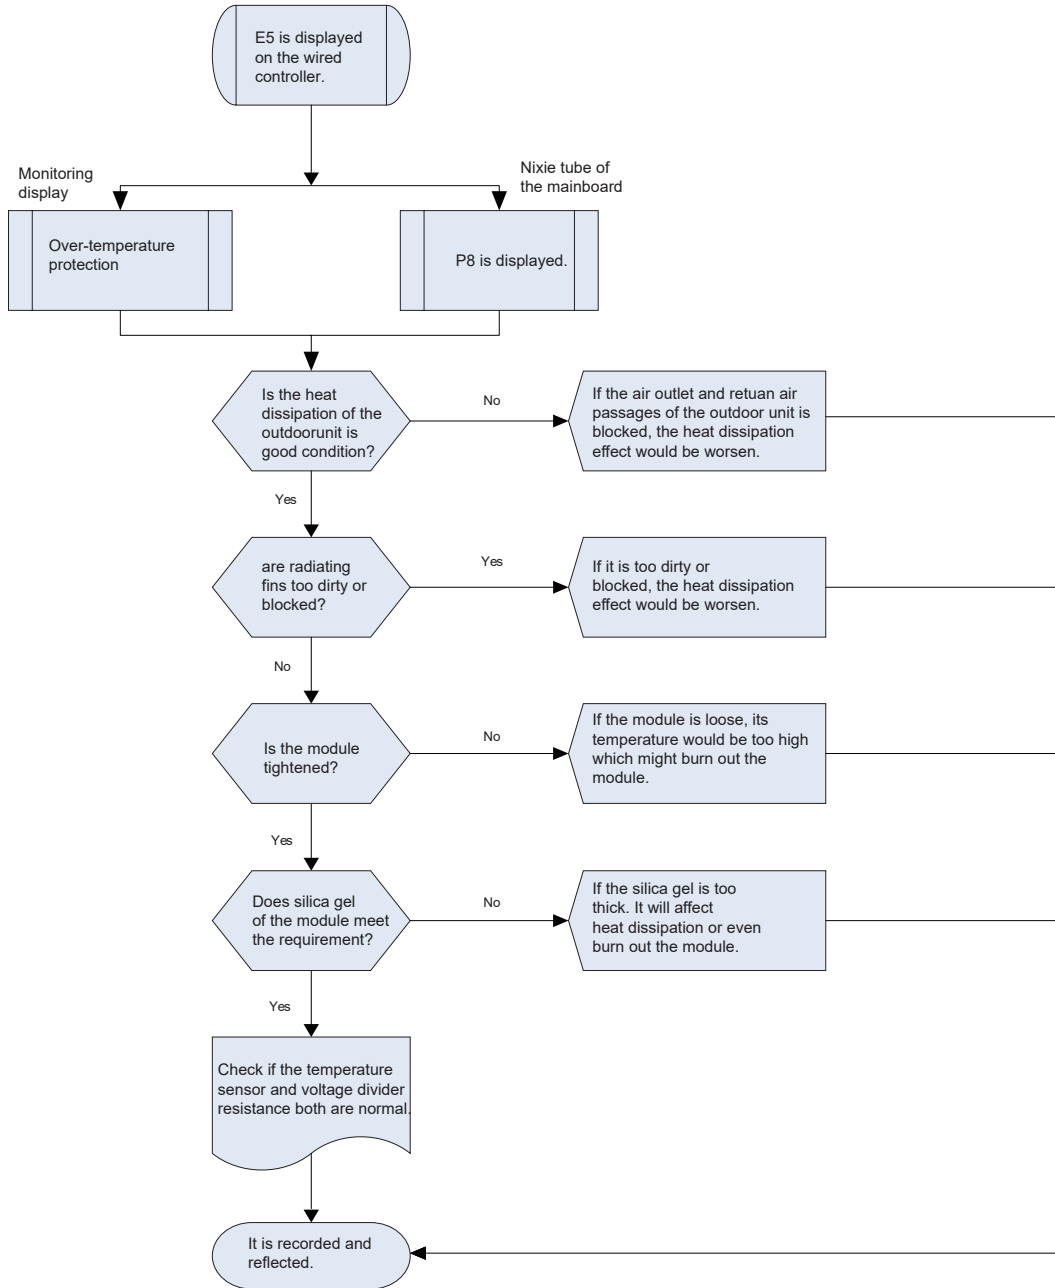 E5 is displayed
on the wired
controller.
Monitoring
display
Nixie tube of
the mainboard
Over-temperature
protection
P8 is displayed.
Is the heat
dissipation of the
outdoorunit is
good condition?
No
If the air outlet and retuan air
passages of the outdoor unit is
blocked, the heat dissipation
effect would be worsen.
Yes
are radiating
fins too dirty or
blocked?
Yes
If it is too dirty or
blocked, the heat dissipation
effect would be worsen.
No
Is the module
tightened?
No
If the module is loose, its
temperature would be too high
which might burn out the
module.
Yes
Does silica gel
of the module meet
the requirement?
No
If the silica gel is too
thick. It will affect
heat dissipation or even
burn out the module.
Yes
Check if the temperature
sensor and voltage divider
resistance both are normal.
It is recorded and
reflected.